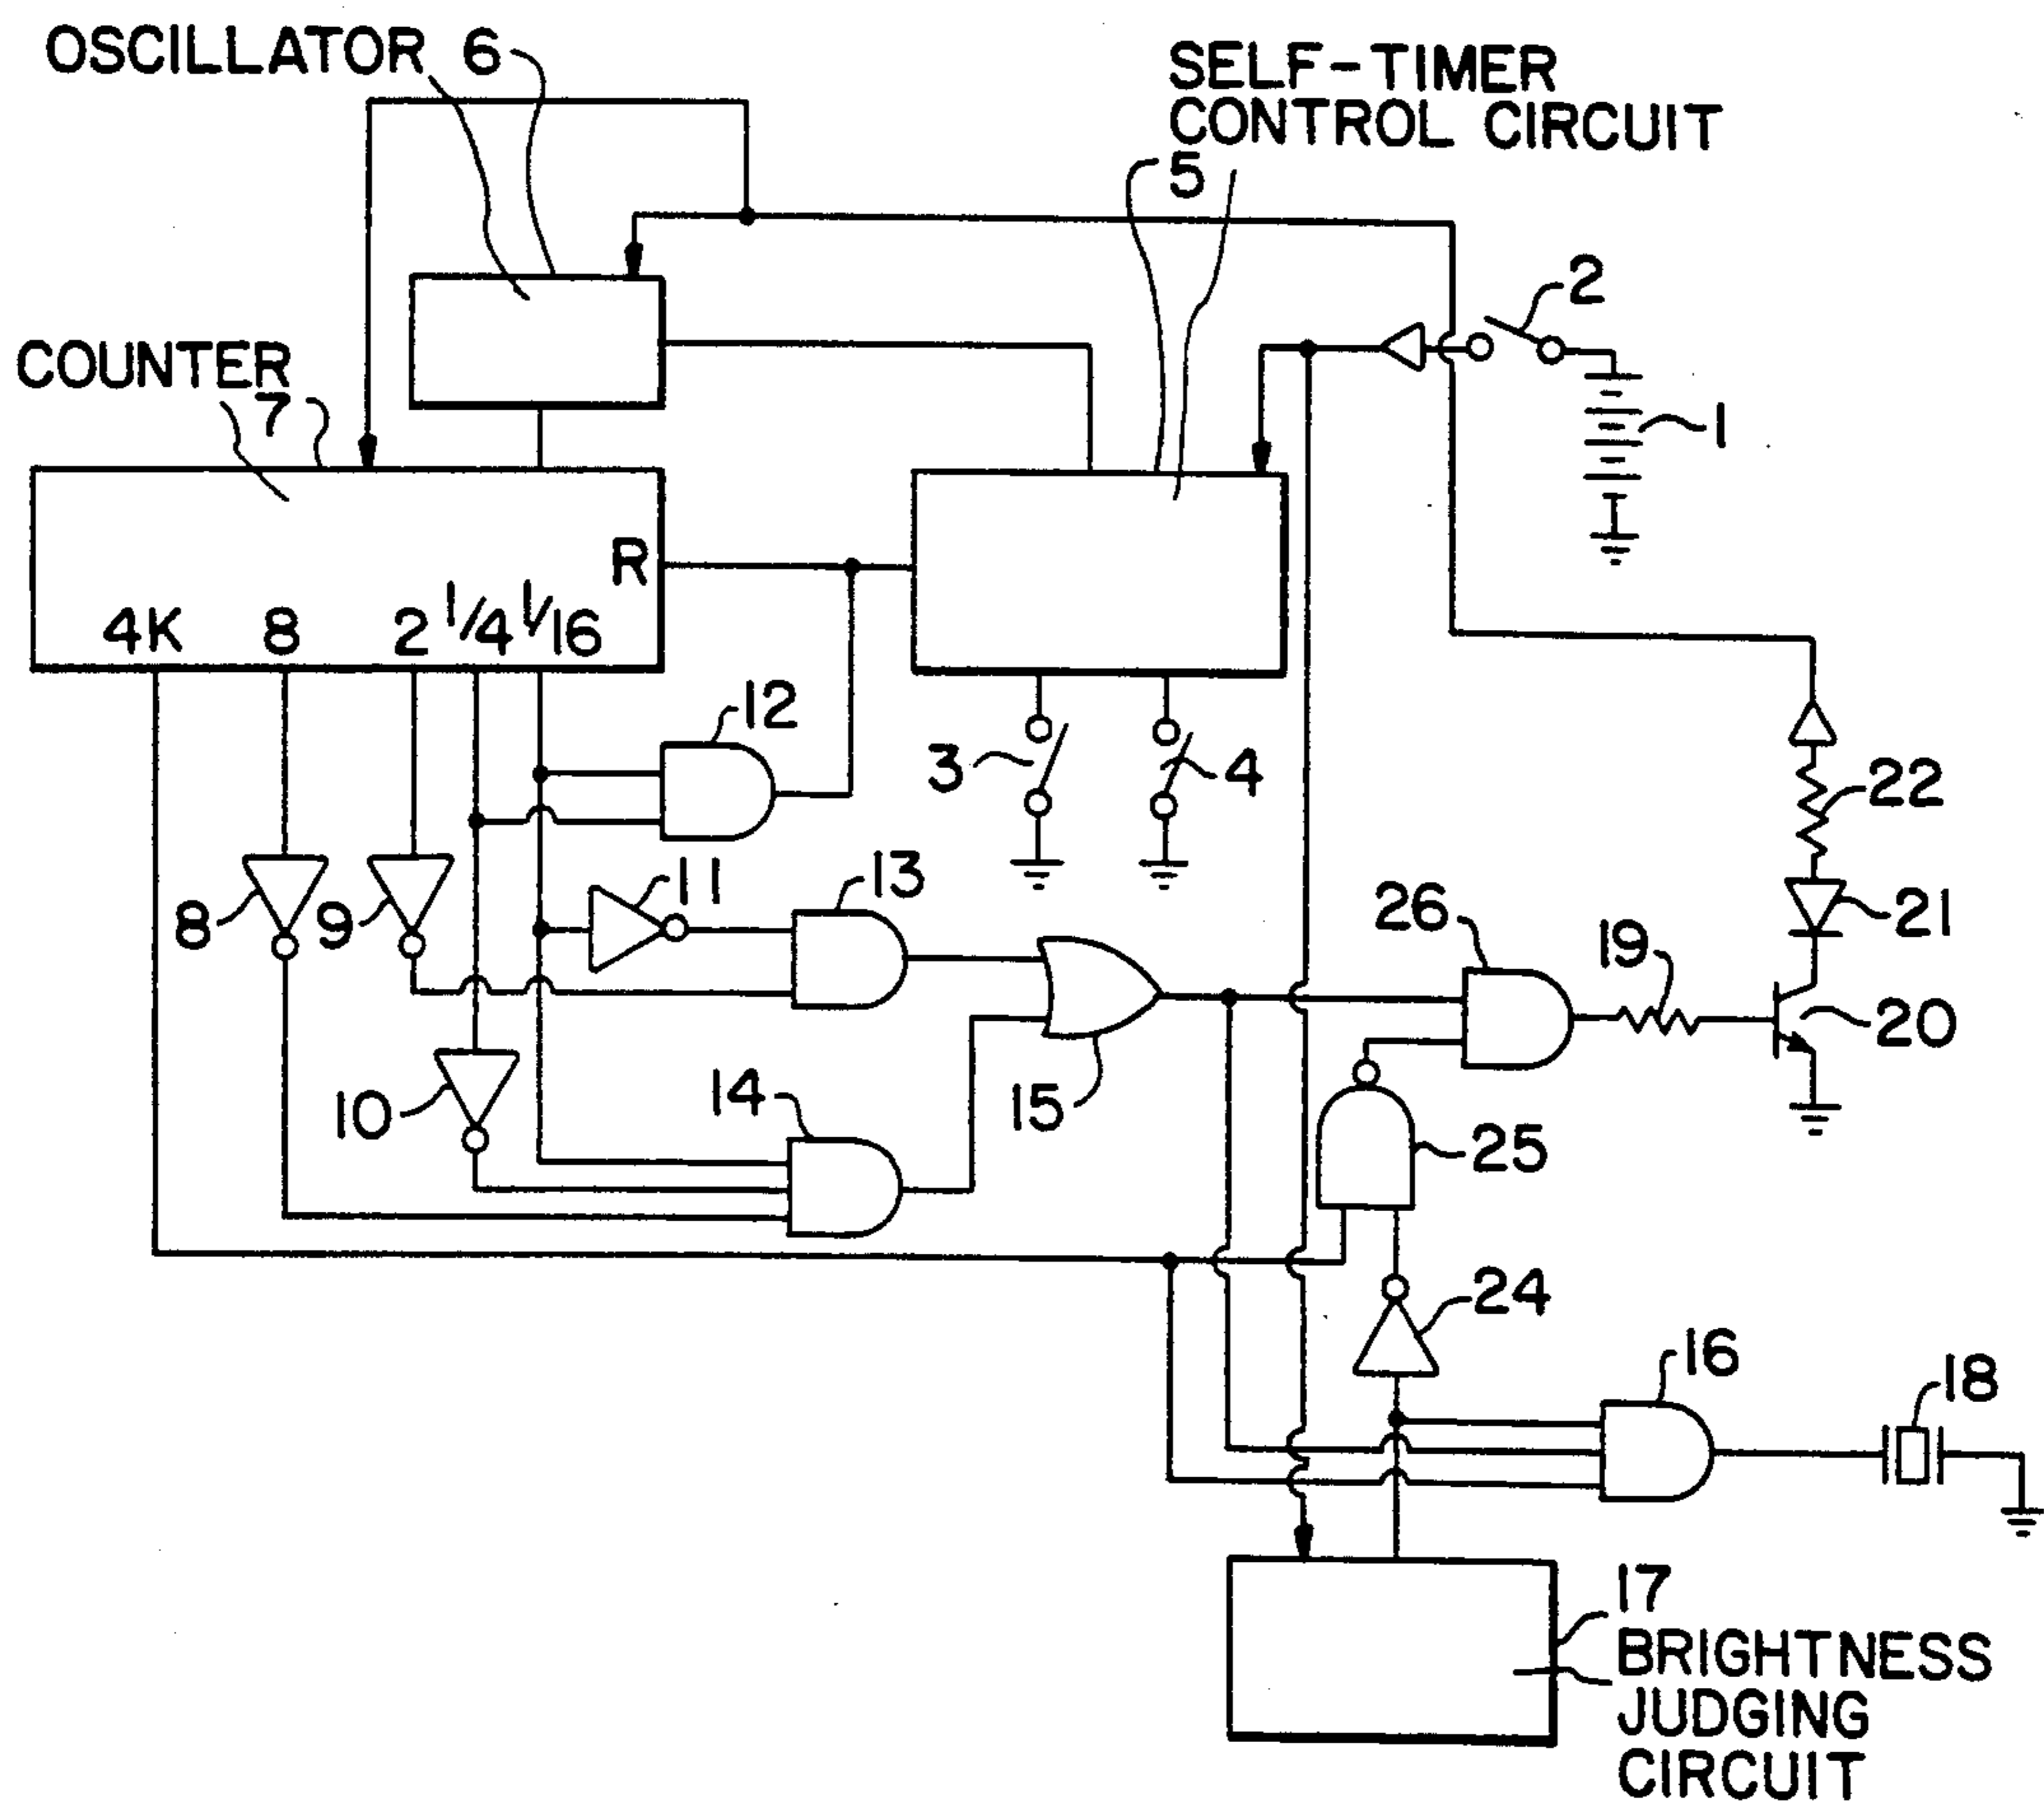 OSCILLATOR 6
SELF-TIMER
CONTROL CIRCUIT
5
2
COUNTER
7
1
R
4K 8 2 1/4 1/16
12
3
4
22
8
9
11
13
26
19
21
20
10
14
15
25
24
16
18
17
BRIGHTNESS
JUDGING
CIRCUIT